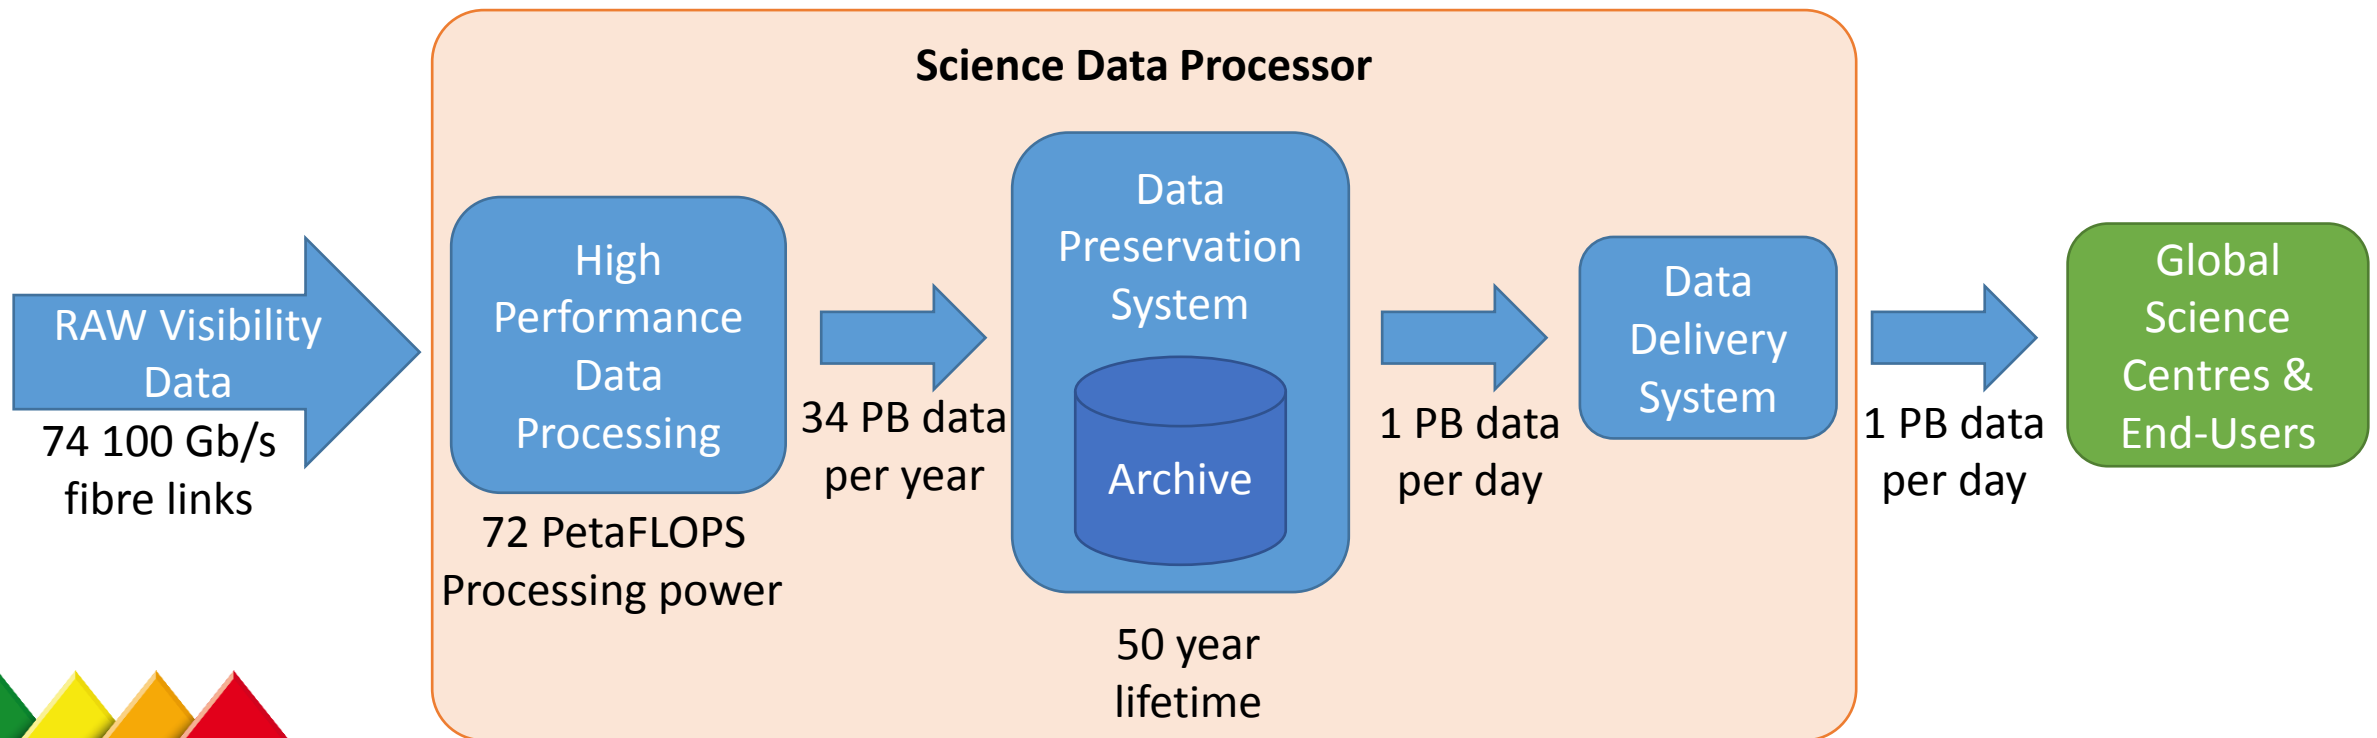 Science Data Processor
RAW Visibility
Data
74 100 Gb/s
fibre links
High
Performance
Data
Processing
72 PetaFLOPS
Processing power
34 PB data
per year
Data
Preservation
System
Archive
50 year
lifetime
1 PB data
per day
Data
Delivery
System
1 PB data
per day
Global
Science
Centres &
End-Users